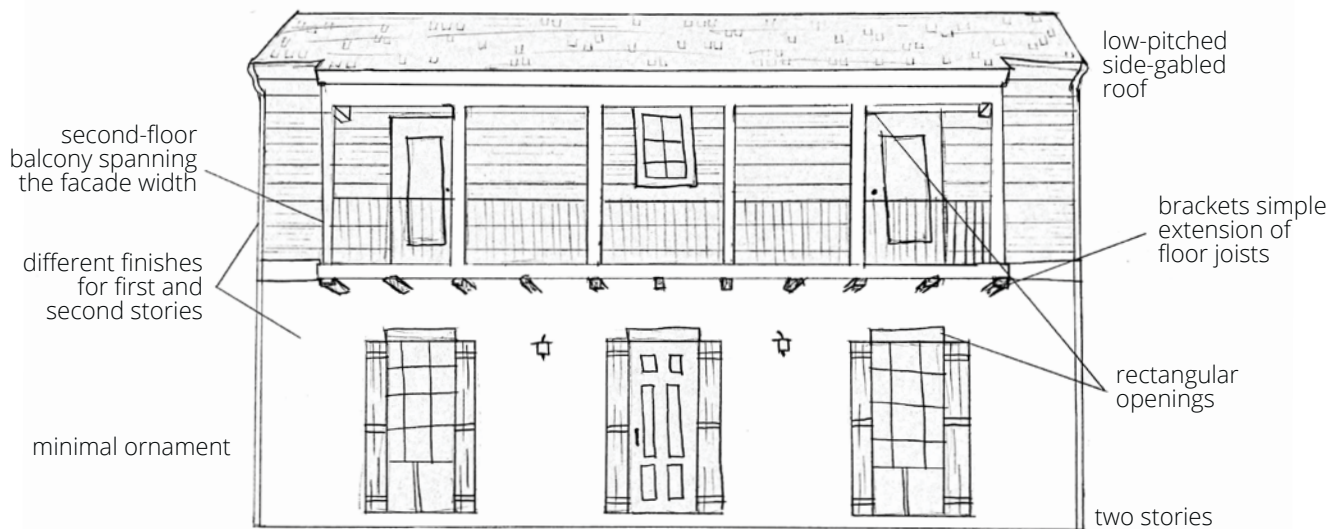 low-pitched
side-gabled
roof
second-floor
balcony spanning
the facade width
brackets simple
extension of
floor joists
different finishes
for first and
second stories
rectangular
openings
minimal ornament
two stories